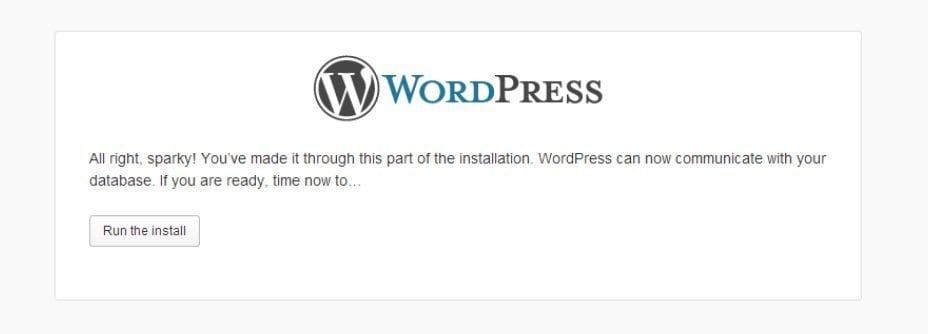 WORDPRESS
All right, sparky! You've made it through this part of the installation. WordPress can now communicate with your
database. If you are ready, time now to…
Run the install